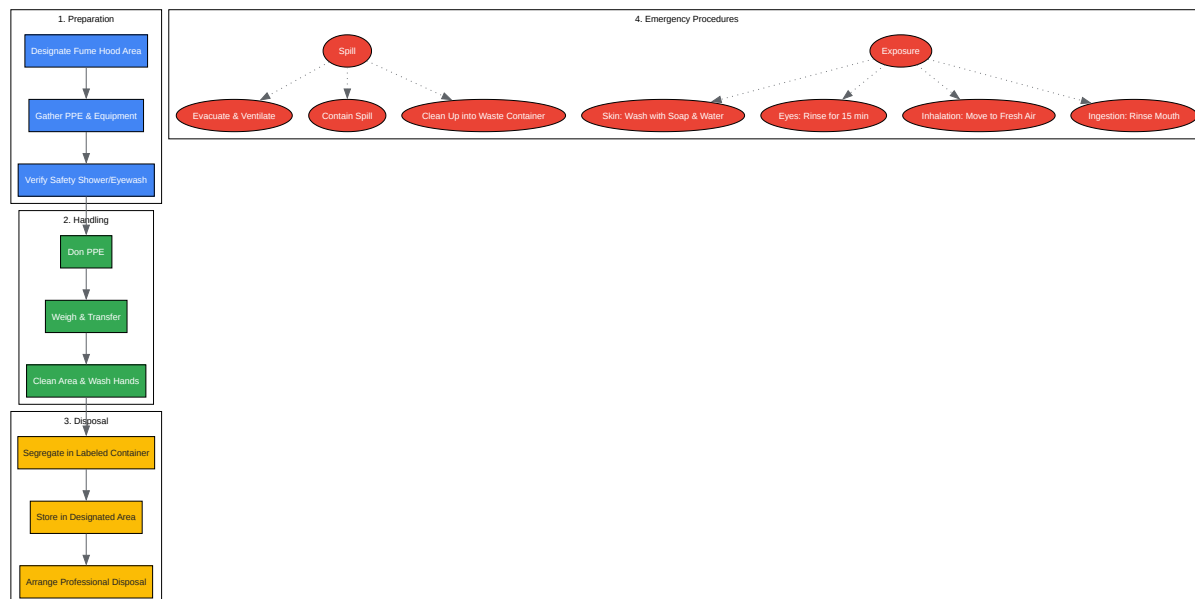 1. Preparation
Designate Fume Hood Area
Gather PPE & Equipment
Verify Safety Shower/Eyewash
2. Handling
Don PPE
Weigh & Transfer
Clean Area & Wash Hands
3. Disposal
Segregate in Labeled Container
Store in Designated Area
Arrange Professional Disposal
4. Emergency Procedures
Spill
Evacuate & Ventilate
Contain Spill
Clean Up into Waste Container
Exposure
Skin: Wash with Soap & Water
Eyes: Rinse for 15 min
Inhalation: Move to Fresh Air
Ingestion: Rinse Mouth